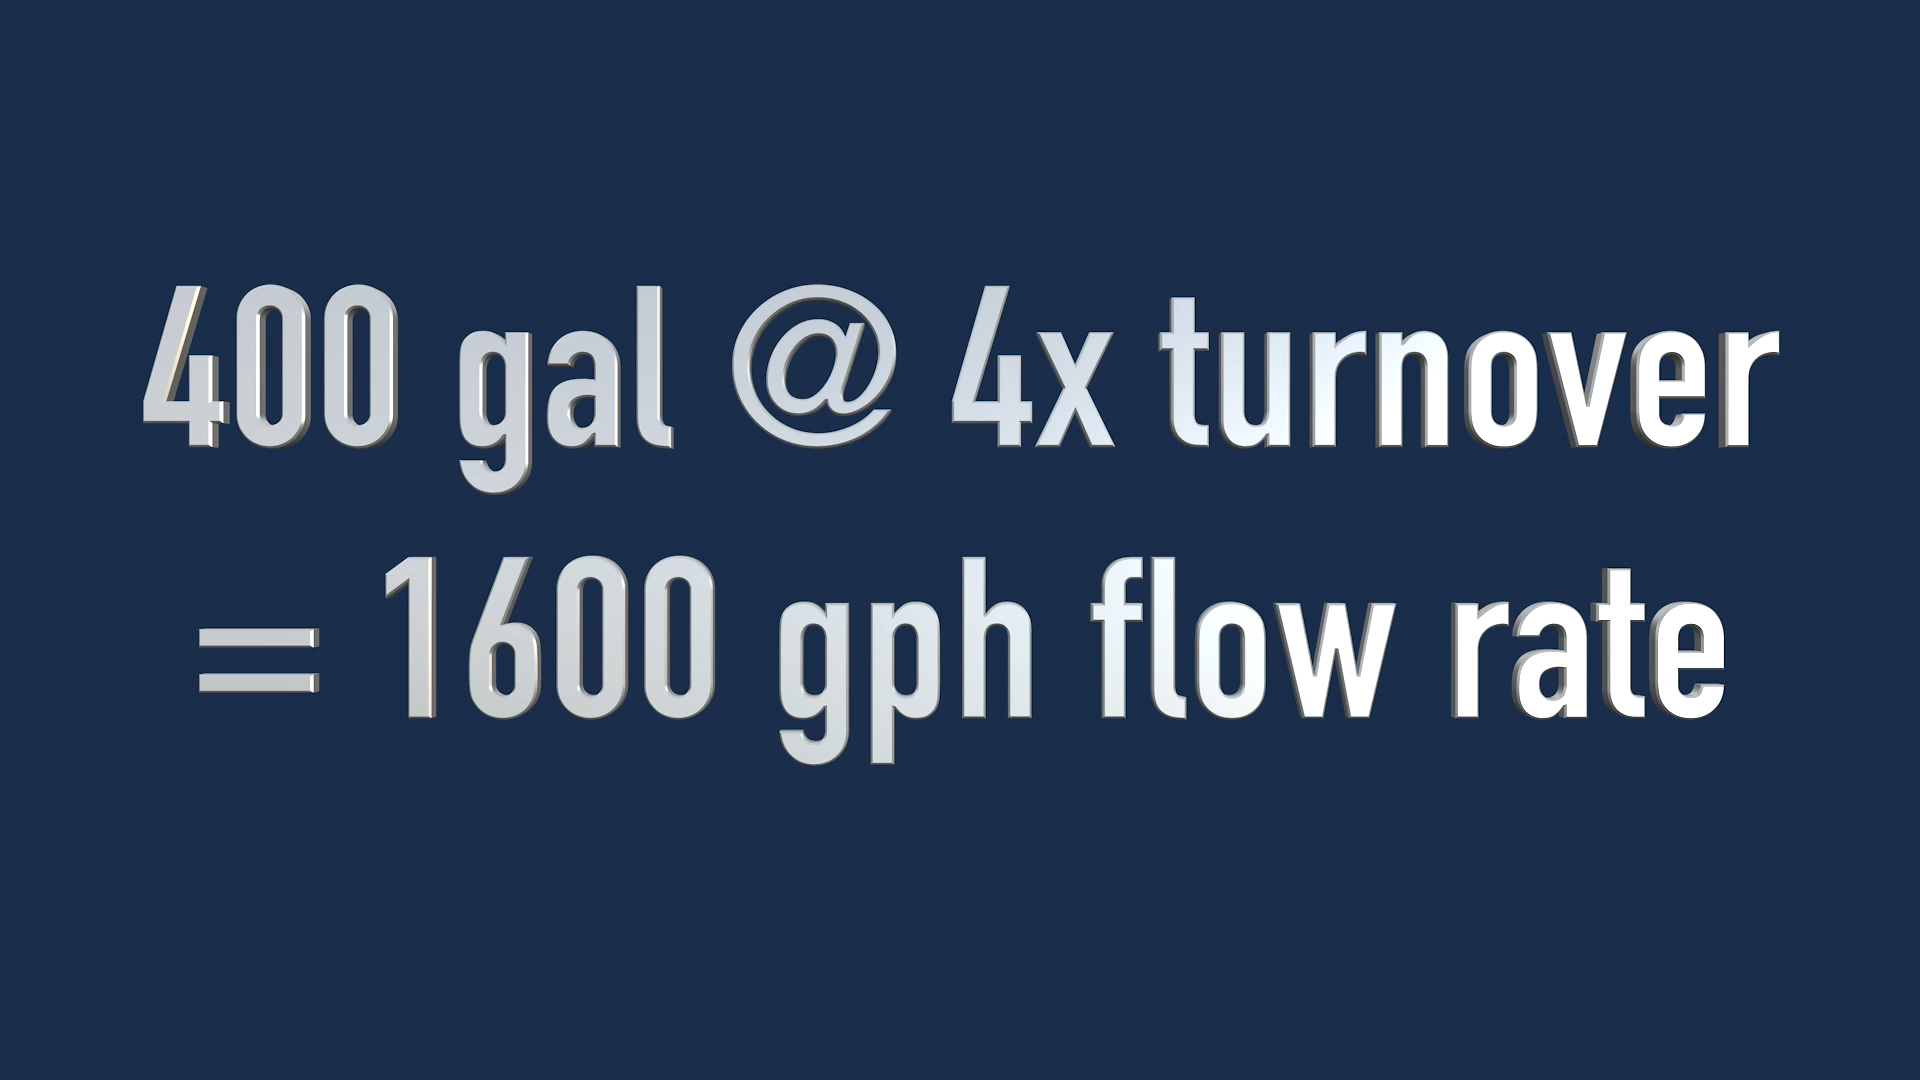 400 gal @ 4x turnover
= 1600 gph flow rate